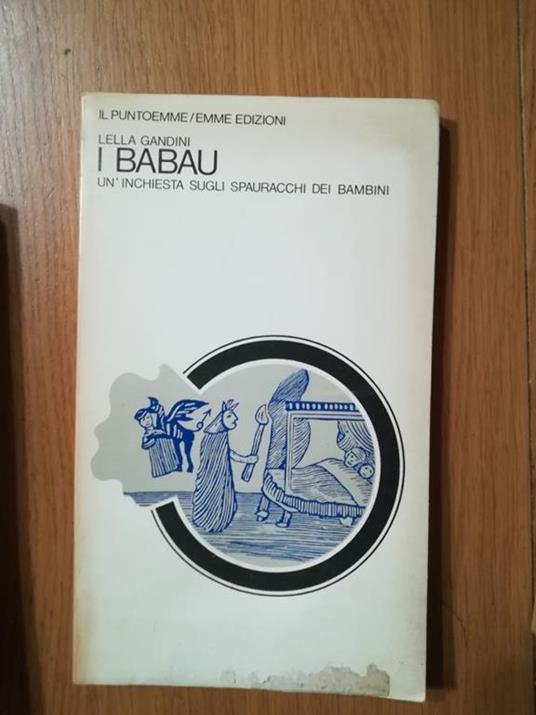 IL PUNTOEMME/EMME EDIZIONI
LELLA GANDINI
I BABAU
UN'INCHIESTA SUGLI SPAURACCHI DEI BAMBINI